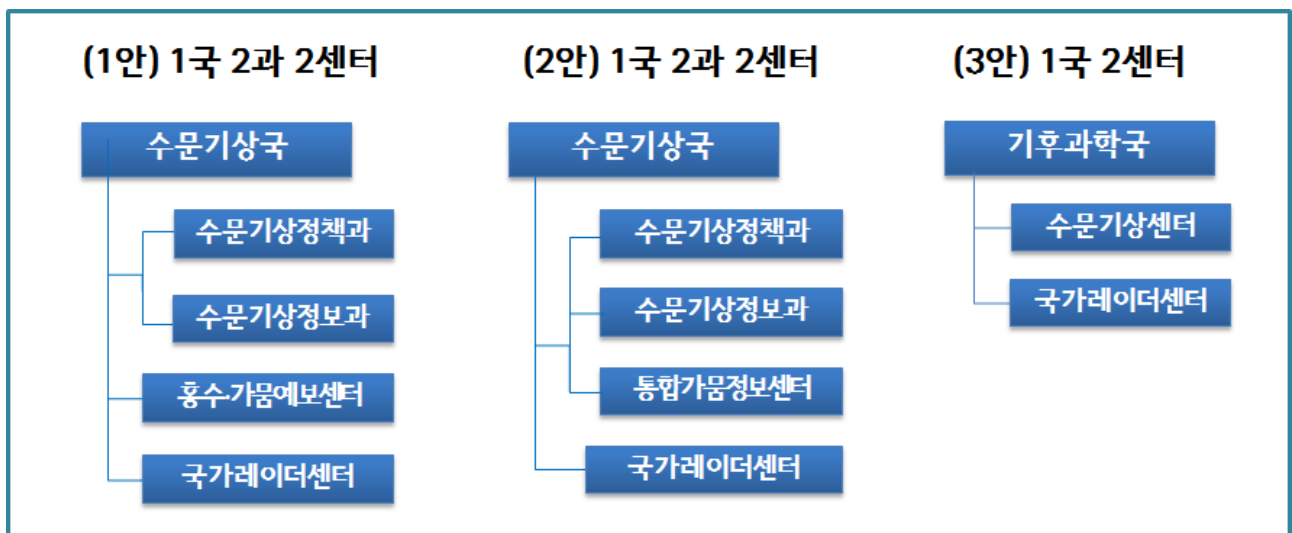 (1안) 1국 2과 2센터
수문기상국
수문기상정책과
수문기상정보과
홍수·가뭄예보센터
국가레이더센터
(2안) 1국 2과 2센터
수문기상국
수문기상정책과
수문기상정보과
통합가뭄정보센터
국가레이더센터
(3안) 1국 2센터
기후과학국
수문기상센터
국가레이더센터